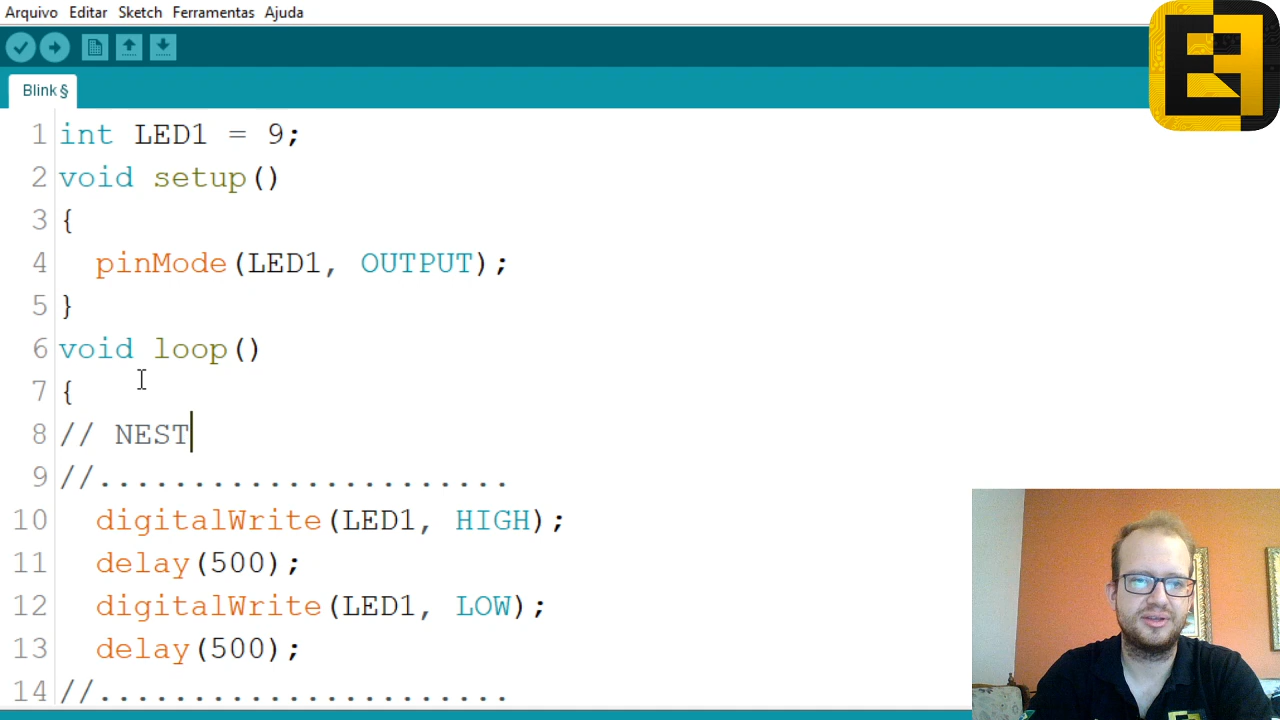 Arquivo Editar Sketch Ferramentas Ajuda
Blink §
1 int LED1 = 9;
2 void setup()
3 {
4 pinMode(LED1, OUTPUT);
5 }
6 void loop()
7 {
8 // NEST
9 //......................
10 digitalWrite(LED1, HIGH);
11 delay(500);
12 digitalWrite(LED1, LOW);
13 delay(500);
14 //......................